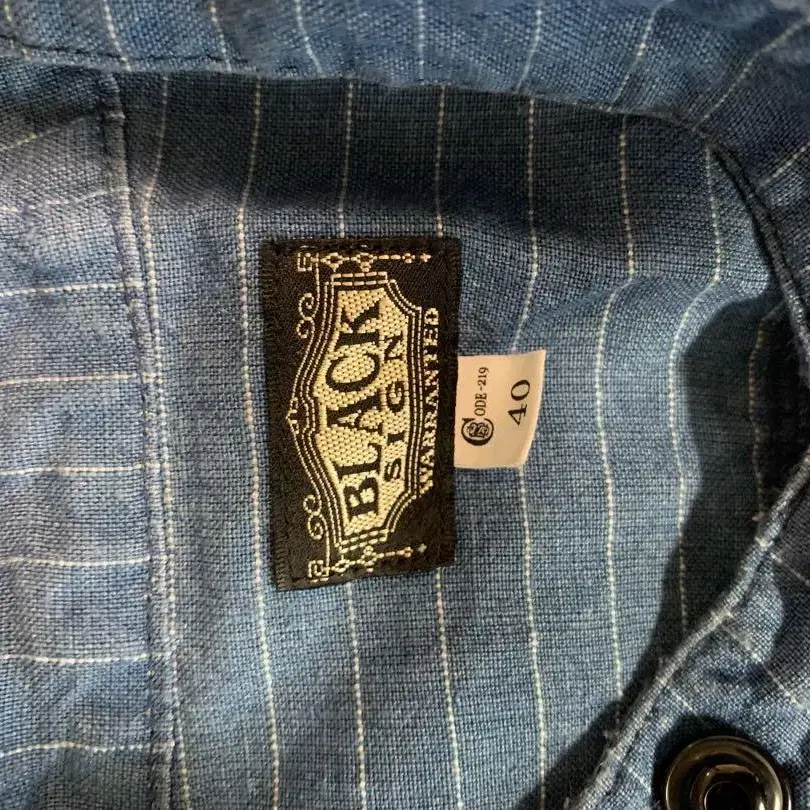 BLACK
SIGN
WARRANTED
CODE-219
40